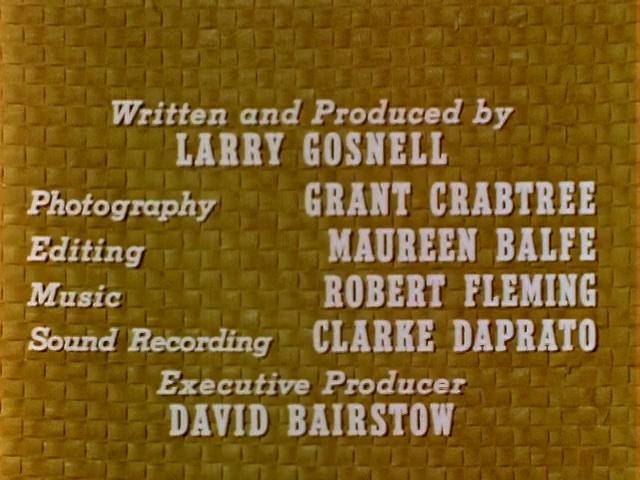 Written and Produced by
LARRY GOSNELL
Photography GRANT CRABTREE
Editing MAUREEN BALFE
Music ROBERT FLEMING
Sound Recording CLARKE DAPRATO
Executive Producer
DAVID BAIRSTOW